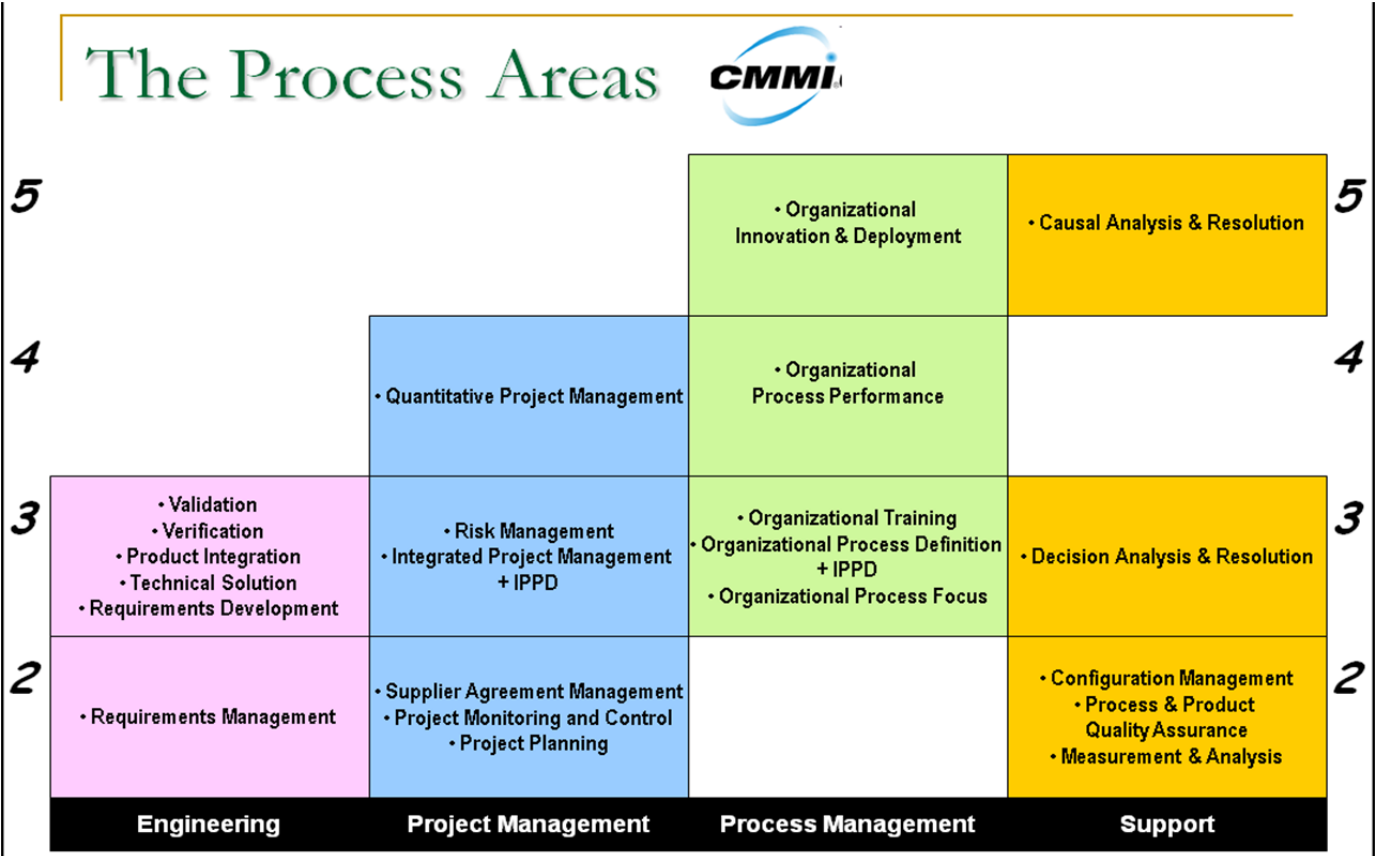 The Process Areas
CMMI
5
• Organizational
Innovation & Deployment
• Causal Analysis & Resolution
5
4
• Quantitative Project Management
• Organizational
Process Performance
4
3
• Validation
• Verification
• Product Integration
• Technical Solution
• Requirements Development
• Risk Management
• Integrated Project Management
+ IPPD
• Organizational Training
• Organizational Process Definition
+ IPPD
• Organizational Process Focus
• Decision Analysis & Resolution
3
2
• Requirements Management
• Supplier Agreement Management
• Project Monitoring and Control
• Project Planning
• Configuration Management
• Process & Product
Quality Assurance
• Measurement & Analysis
2
Engineering
Project Management
Process Management
Support